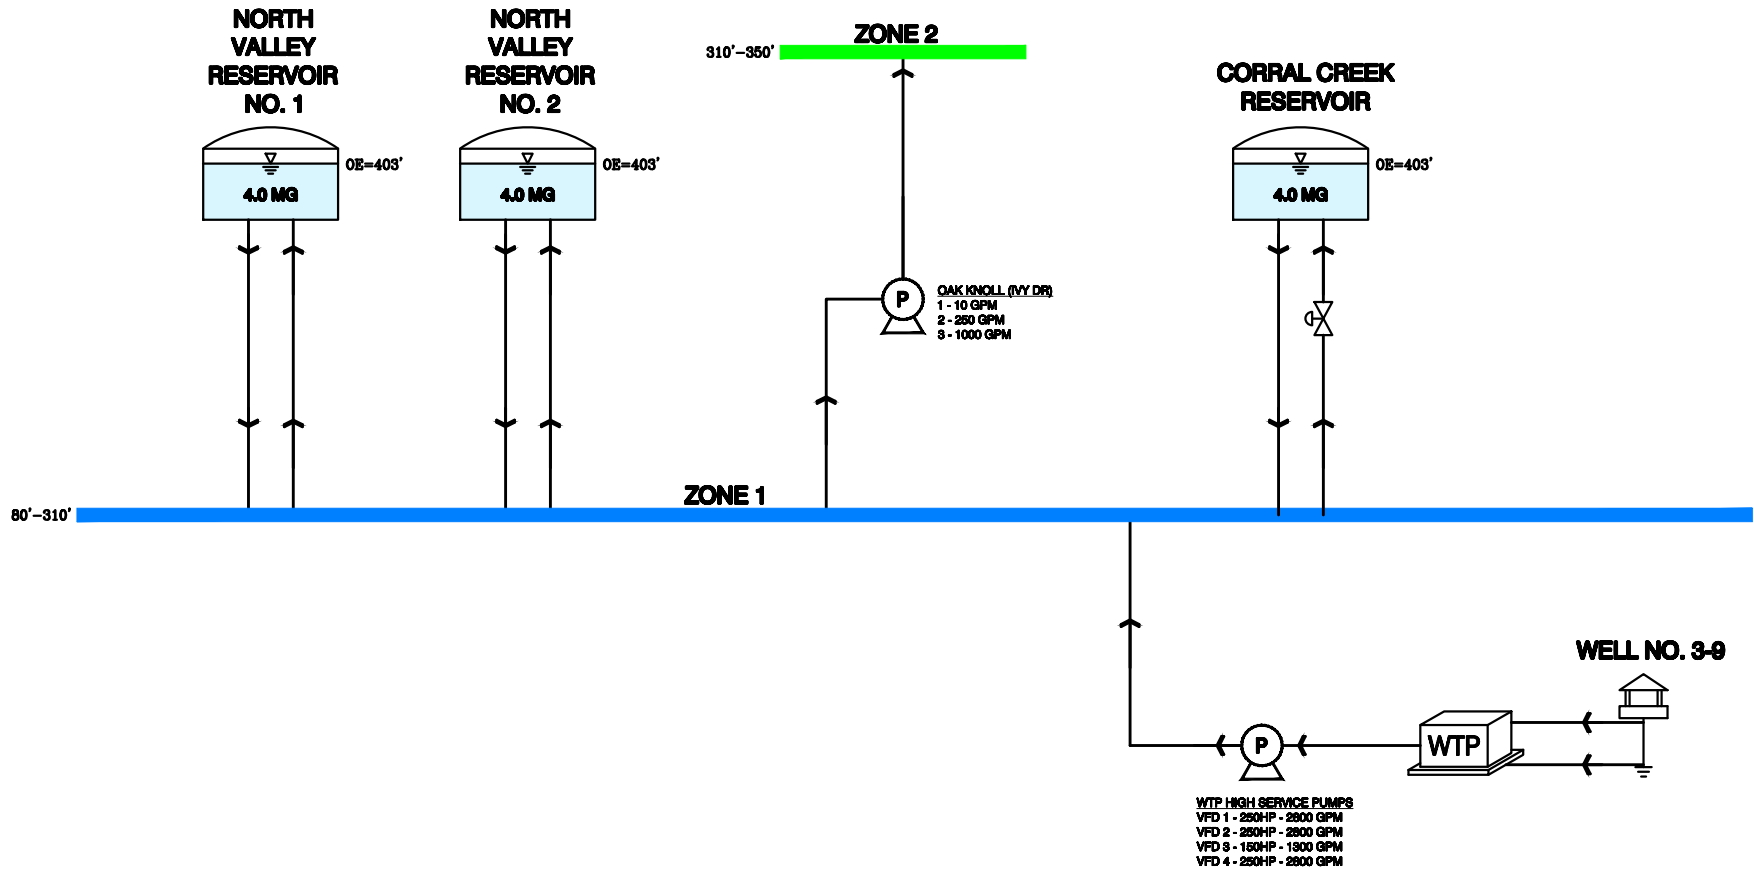 NORTH
VALLEY
RESERVOIR
NO. 1
NORTH
VALLEY
RESERVOIR
NO. 2
ZONE 2
310'-350'
CORRAL CREEK
RESERVOIR
OE=403'
4.0 MG
OE=403'
4.0 MG
OE=403'
4.0 MG
P
OAK KNOLL (IVY DR)
1 - 10 GPM
2 - 250 GPM
3 - 1000 GPM
ZONE 1
80'-310'
WELL NO. 3-9
P
WTP
WTP HIGH SERVICE PUMPS
VFD 1 - 250HP - 2800 GPM
VFD 2 - 250HP - 2800 GPM
VFD 3 - 150HP - 1300 GPM
VFD 4 - 250HP - 2800 GPM